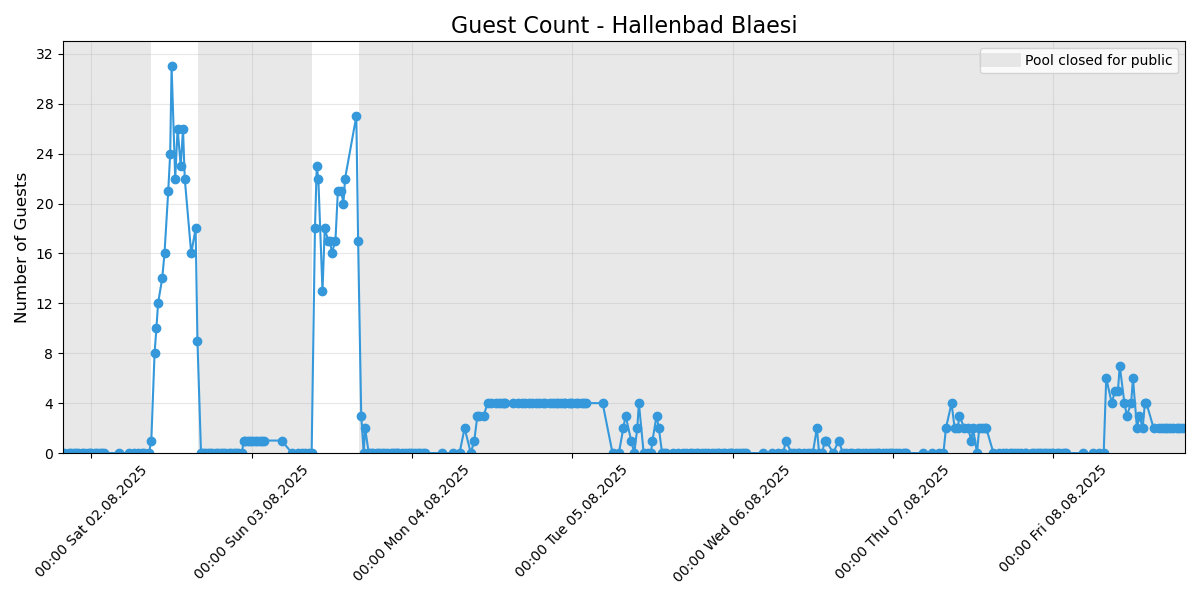 Guest Count - Hallenbad Blaesi
Pool closed for public
Number of Guests
32
28
24
20
16
12
8
4
0
00:00 Sat 02.08.2025
00:00 Sun 03.08.2025
00:00 Mon 04.08.2025
00:00 Tue 05.08.2025
00:00 Wed 06.08.2025
00:00 Thu 07.08.2025
00:00 Fri 08.08.2025